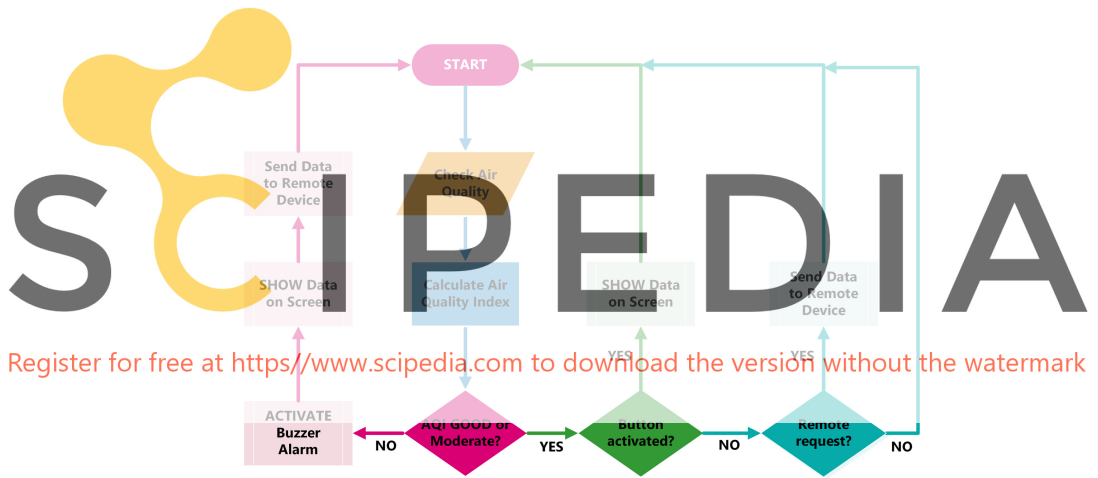 START
Send Data
to Remote
Device
Check Air
Quality
SCIPEDIA
SHOW Data
on Screen
Calculate Air
Quality Index
SHOW Data
on Screen
Send Data
to Remote
Device
YES
YES
Register for free at https//www.scipedia.com to download the version without the watermark
ACTIVATE
Buzzer
Alarm
NO
AQI GOOD or
Moderate?
YES
Button
activated?
NO
Remote
request?
NO